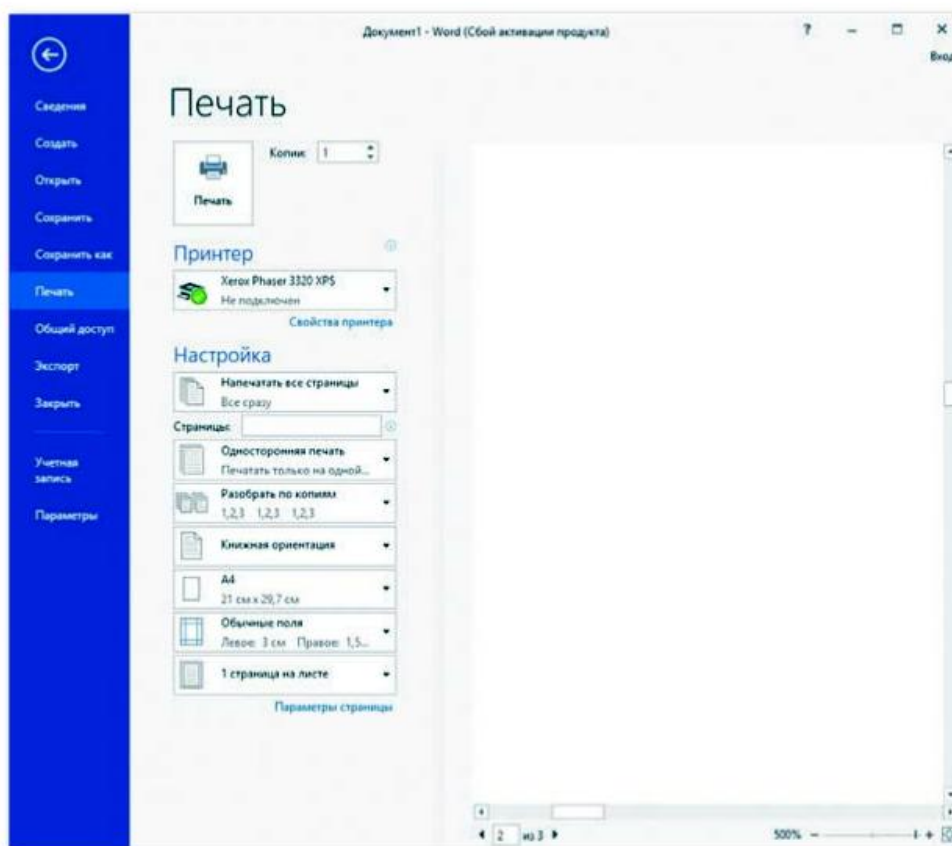 Документ1 - Word (Сбой активации продукта)
?
Вход
Сведения
Создать
Открыть
Сохранить
Сохранить как
Печать
Общий доступ
Экспорт
Закрыть
Учетная
запись
Параметры
Печать
Копии: 1
Печать
Принтер
Xerox Phaser 3320 XPS
Не подключен
Свойства принтера
Настройка
Напечатать все страницы
Все сразу
Страницы:
Односторонняя печать
Печатать только на одной...
Разобрать по копиям
1,2,3 1,2,3 1,2,3
Книжная ориентация
A4
21 см x 29,7 см
Обычные поля
Левое: 3 см Правое: 1,5...
1 страница на листе
Параметры страницы
2 из 3
500%